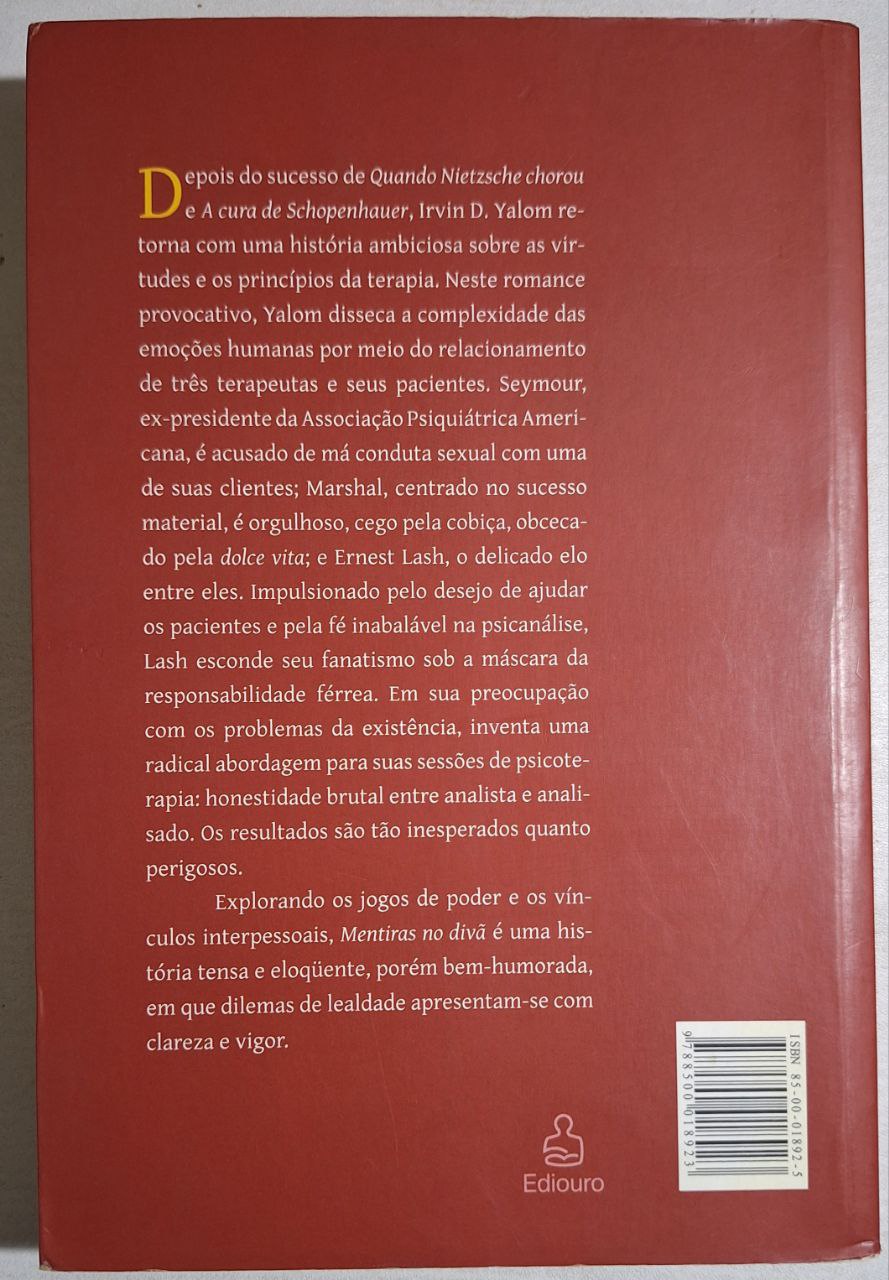 Depois do sucesso de Quando Nietzsche chorou
e A cura de Schopenhauer, Irvin D. Yalom re-
torna com uma história ambiciosa sobre as vir-
tudes e os princípios da terapia. Neste romance
provocativo, Yalom disseca a complexidade das
emoções humanas por meio do relacionamento
de três terapeutas e seus pacientes. Seymour,
ex-presidente da Associação Psiquiátrica Ameri-
cana, é acusado de má conduta sexual com uma
de suas clientes; Marshal, centrado no sucesso
material, é orgulhoso, cego pela cobiça, obceca-
do pela dolce vita; e Ernest Lash, o delicado elo
entre eles. Impulsionado pelo desejo de ajudar
os pacientes e pela fé inabalável na psicanálise,
Lash esconde seu fanatismo sob a máscara da
responsabilidade férrea. Em sua preocupação
com os problemas da existência, inventa uma
radical abordagem para suas sessões de psicote-
rapia: honestidade brutal entre analista e anali-
sado. Os resultados são tão inesperados quanto
perigosos.
Explorando os jogos de poder e os vín-
culos interpessoais, Mentiras no divã é uma his-
tória tensa e eloqüente, porém bem-humorada,
em que dilemas de lealdade apresentam-se com
clareza e vigor.
ISBN 85-00-01892-5
9788500018923
Ediouro